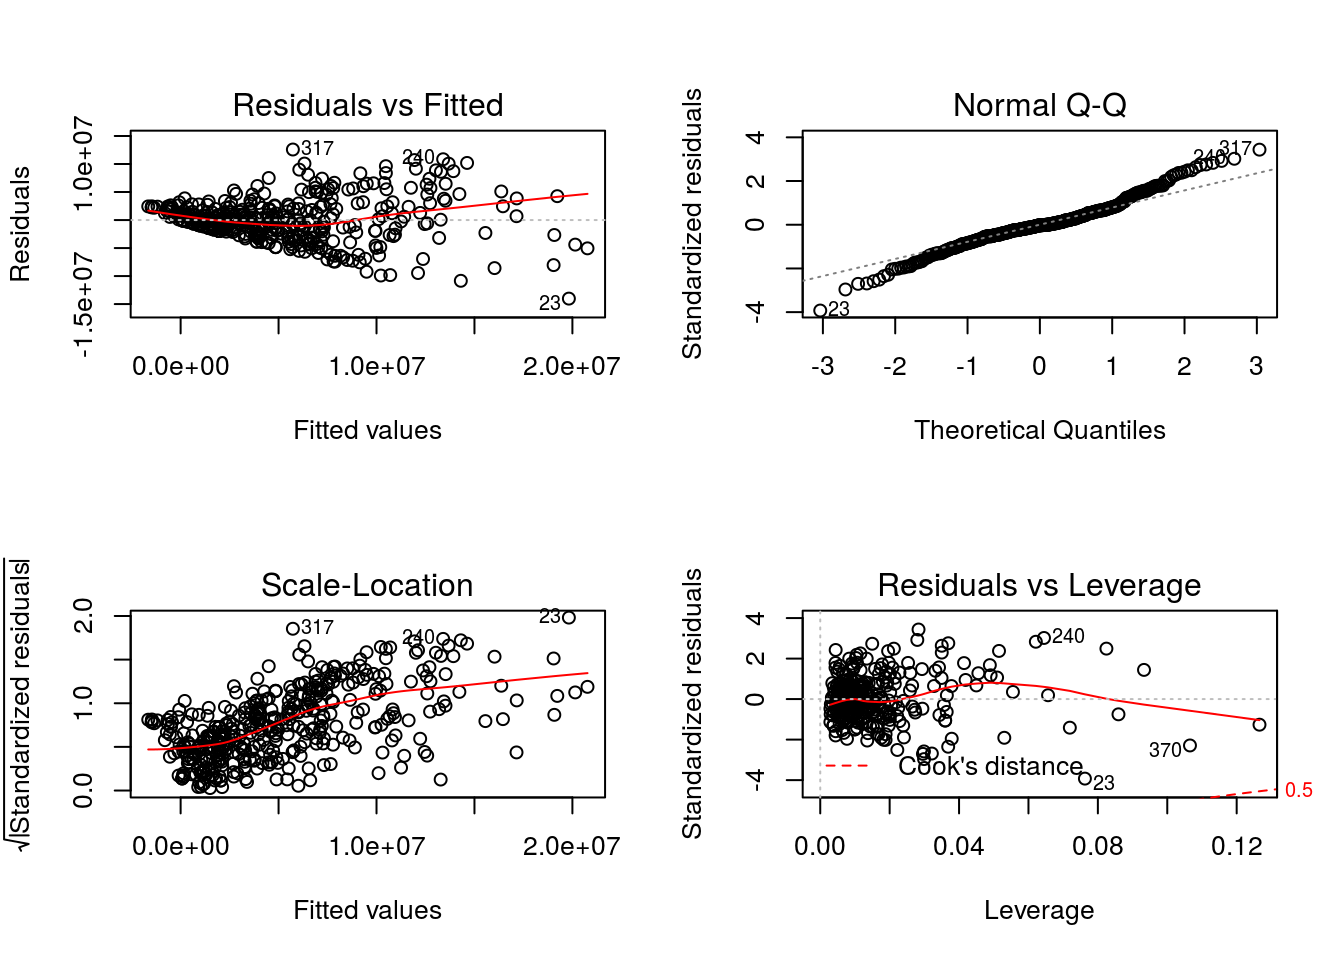 Residuals vs Fitted
Residuals
-1.5e+07
1.0e+07
317
240
23
0.0e+00
1.0e+07
2.0e+07
Fitted values
Normal Q-Q
Standardized residuals
-4
0
2
4
240
317
23
-3
-2
-1
0
1
2
3
Theoretical Quantiles
Scale-Location
√|Standardized residuals|
0.0
1.0
2.0
317
240
23
0.0e+00
1.0e+07
2.0e+07
Fitted values
Residuals vs Leverage
Standardized residuals
-4
0
2
4
240
370
23
Cook's distance
0.5
0.00
0.04
0.08
0.12
Leverage